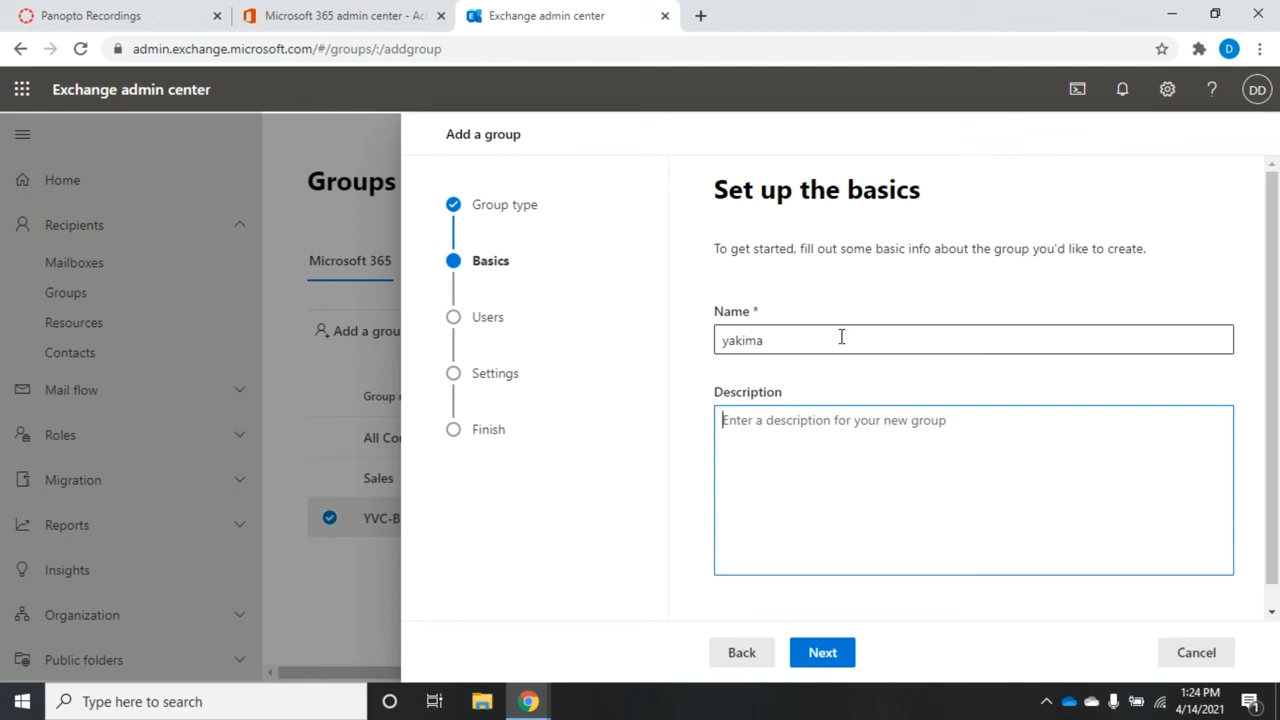 Panopto Recordings
Microsoft 365 admin center - Act
Exchange admin center
admin.exchange.microsoft.com/#/groups/:/addgroup
D
Exchange admin center
DD
Home
Recipients
Mailboxes
Groups
Resources
Contacts
Mail flow
Roles
Migration
Reports
Insights
Organization
Public folders
Groups
Microsoft 365
Add a grou
Group
All Co
Sales
YVC-B
Add a group
Group type
Basics
Users
Settings
Finish
Set up the basics
To get started, fill out some basic info about the group you'd like to create.
Name *
yakima
Description
Enter a description for your new group
Back
Next
Cancel
Type here to search
1:24 PM
4/14/2021
1